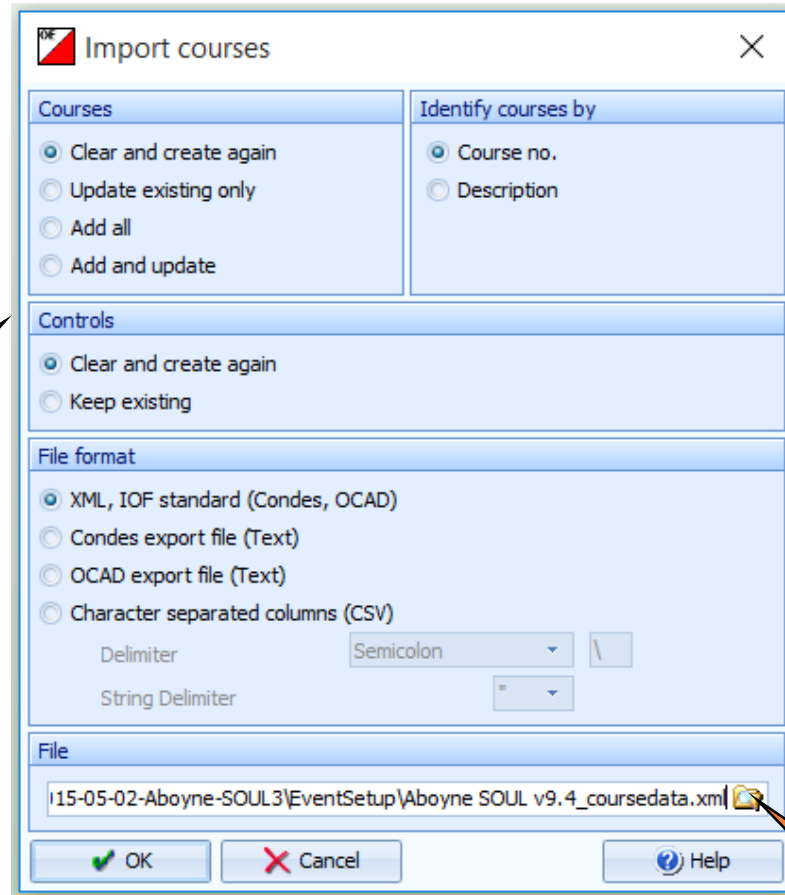 OE
Import courses
Courses
Clear and create again
Update existing only
Add all
Add and update
Identify courses by
Course no.
Description
Controls
Clear and create again
Keep existing
File format
XML, IOF standard (Condes, OCAD)
Condes export file (Text)
OCAD export file (Text)
Character separated columns (CSV)
Delimiter Semicolon \
String Delimiter "
File
15-05-02-Aboyne-SOUL3\EventSetup\Aboyne SOUL v9.4_coursedata.xml
OK Cancel Help